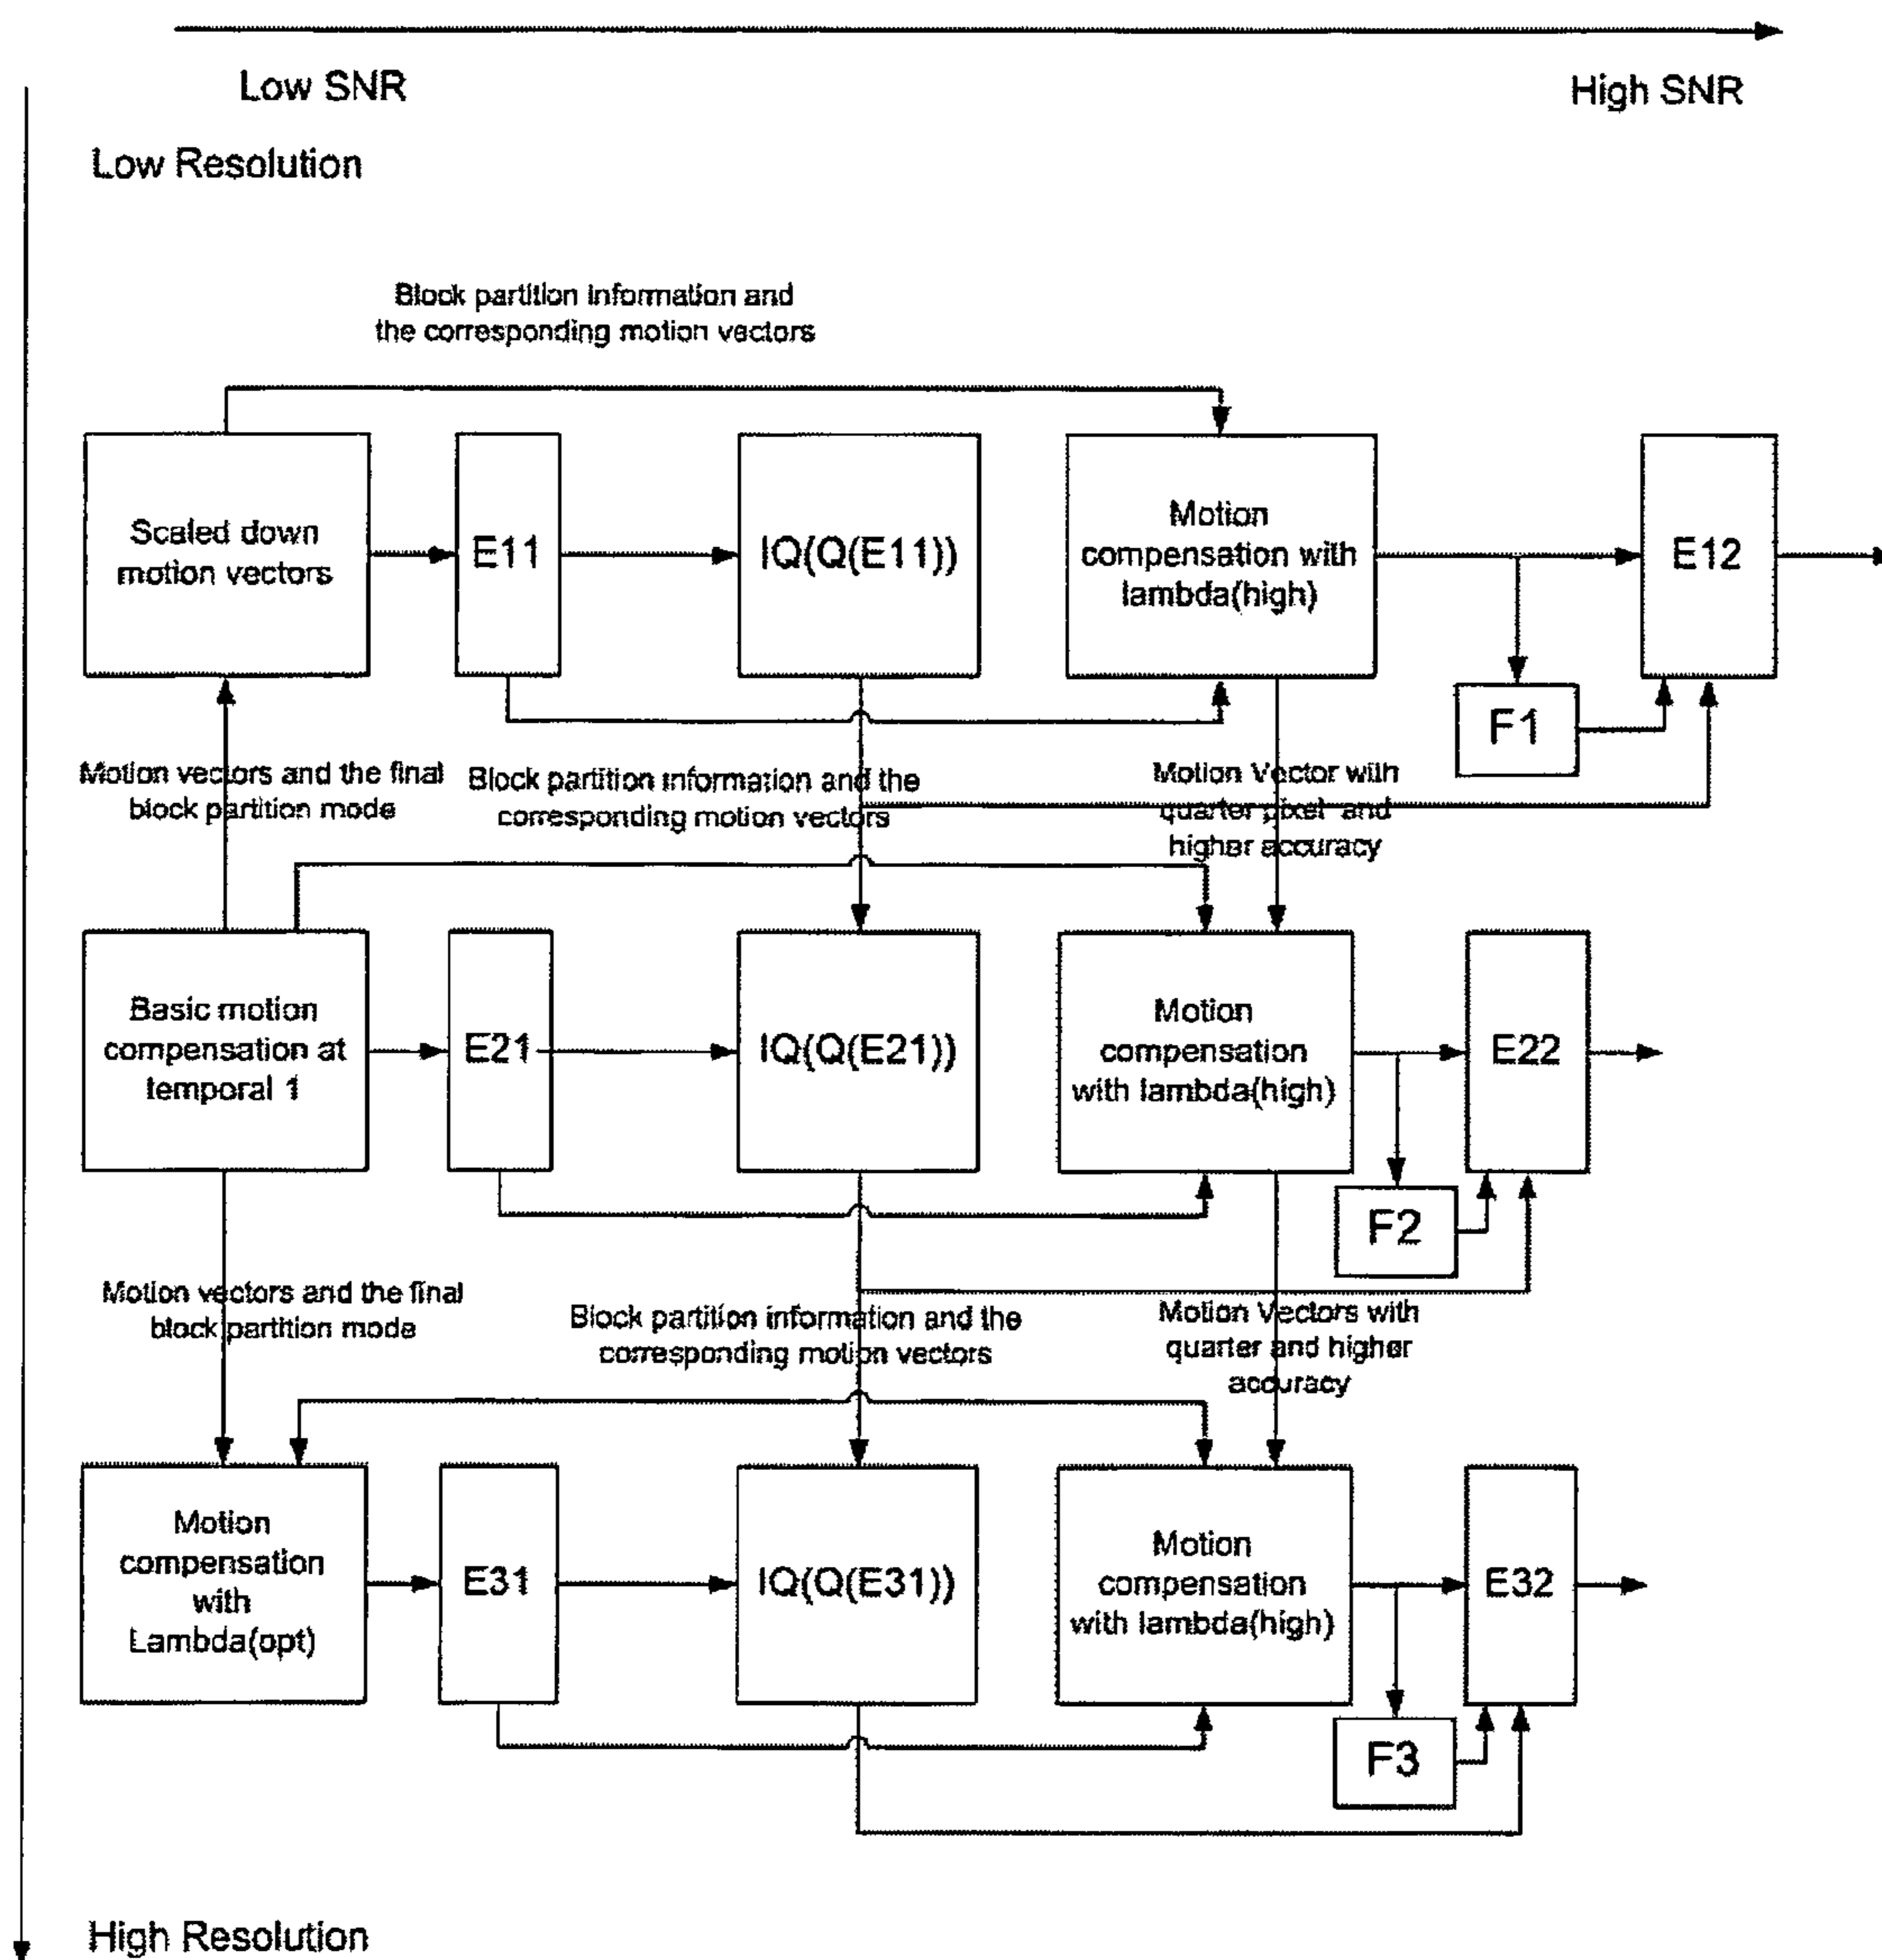 Low SNR
High SNR
Low Resolution
Block partition information and
the corresponding motion vectors
Scaled down
motion vectors
E11
IQ(Q(E11))
Motion
compensation with
lambda(high)
E12
F1
Motion vectors and the final
block partition mode
Block partition information and the
corresponding motion vectors
Motion Vector with
quarter pixel and
higher accuracy
Basic motion
compensation at
temporal 1
E21
IQ(Q(E21))
Motion
compensation
with lambda(high)
E22
F2
Motion vectors and the final
block partition mode
Block partition information and the
corresponding motion vectors
Motion Vectors with
quarter and higher
accuracy
Motion
compensation
with
Lambda(opt)
E31
IQ(Q(E31))
Motion
compensation
with lambda(high)
E32
F3
High Resolution